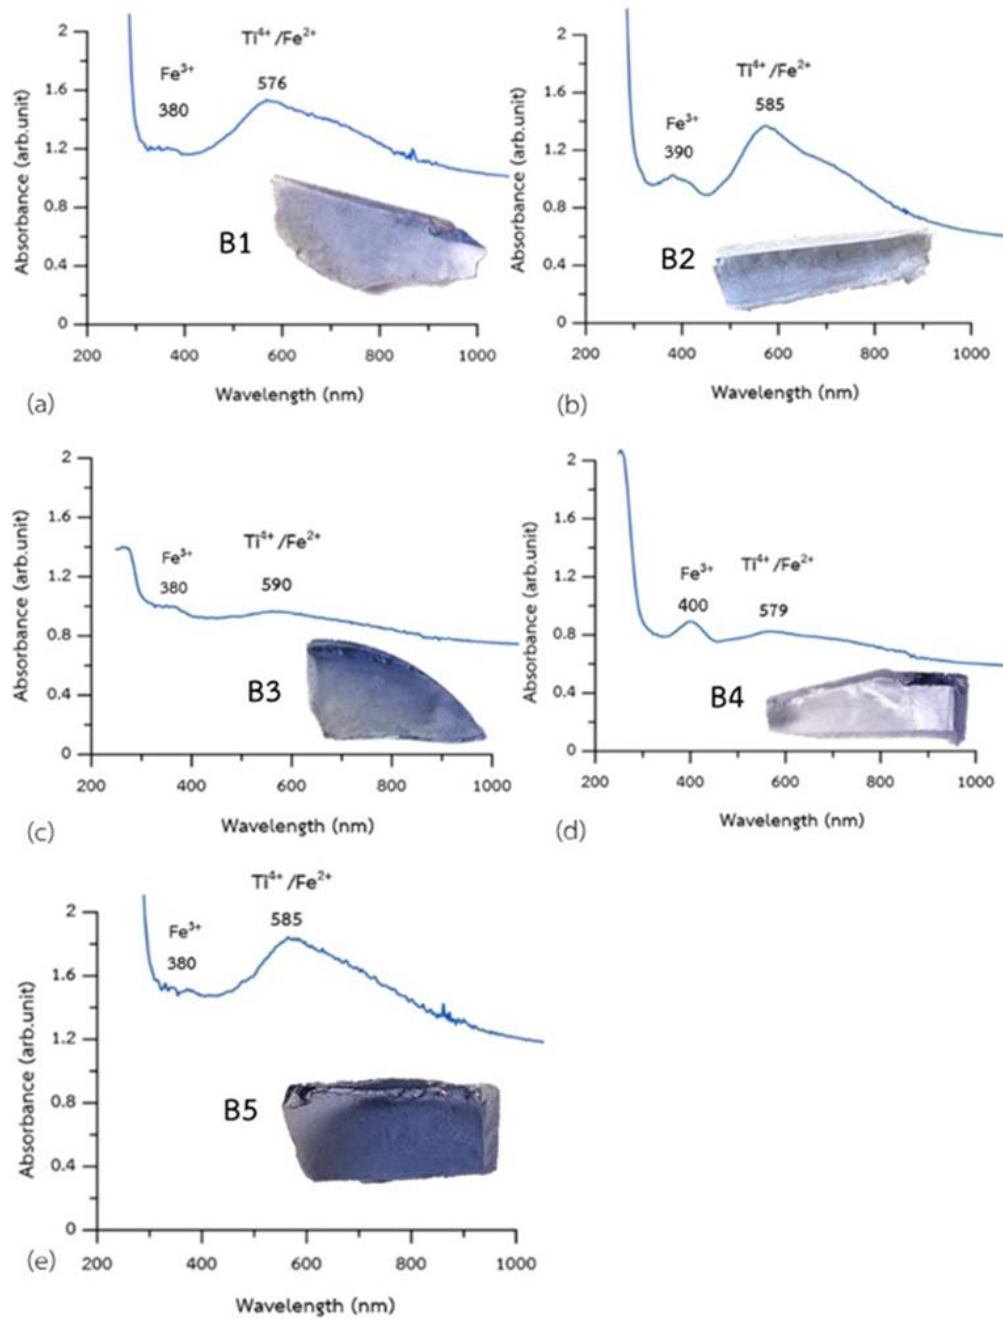 2
1.6
1.2
0.8
0.4
0
Absorbance (arb.unit)
Ti⁴⁺/Fe²⁺
576
Fe³⁺
380
B1
200 400 600 800 1000
Wavelength (nm)
(a)
2
1.6
1.2
0.8
0.4
0
Absorbance (arb.unit)
Ti⁴⁺/Fe²⁺
585
Fe³⁺
390
B2
200 400 600 800 1000
Wavelength (nm)
(b)
2
1.6
1.2
0.8
0.4
0
Absorbance (arb.unit)
Ti⁴⁺/Fe²⁺
590
Fe³⁺
380
B3
200 400 600 800 1000
Wavelength (nm)
(c)
2
1.6
1.2
0.8
0.4
0
Absorbance (arb.unit)
Ti⁴⁺/Fe²⁺
579
Fe³⁺
400
B4
200 400 600 800 1000
Wavelength (nm)
(d)
2
1.6
1.2
0.8
0.4
0
Absorbance (arb.unit)
Ti⁴⁺/Fe²⁺
585
Fe³⁺
380
B5
200 400 600 800 1000
Wavelength (nm)
(e)